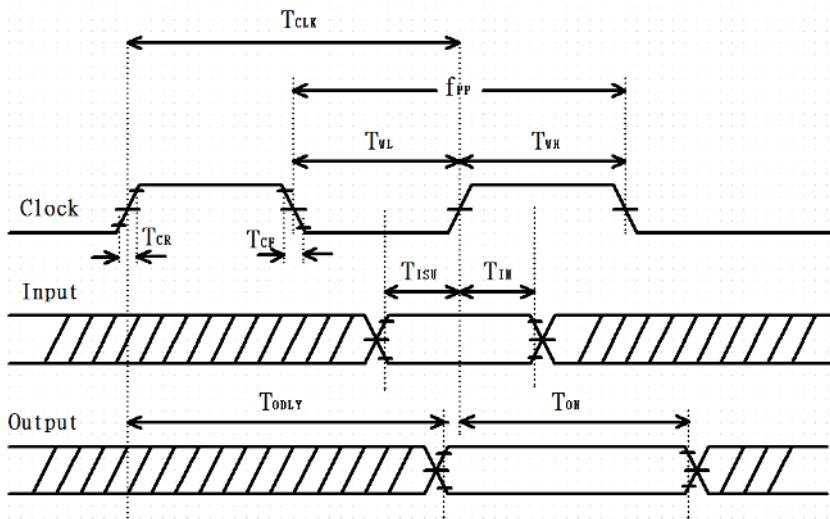 TCLK
fPP
TWL TWH
Clock
TCR TCF
TISU TIH
Input
TODLY TOH
Output